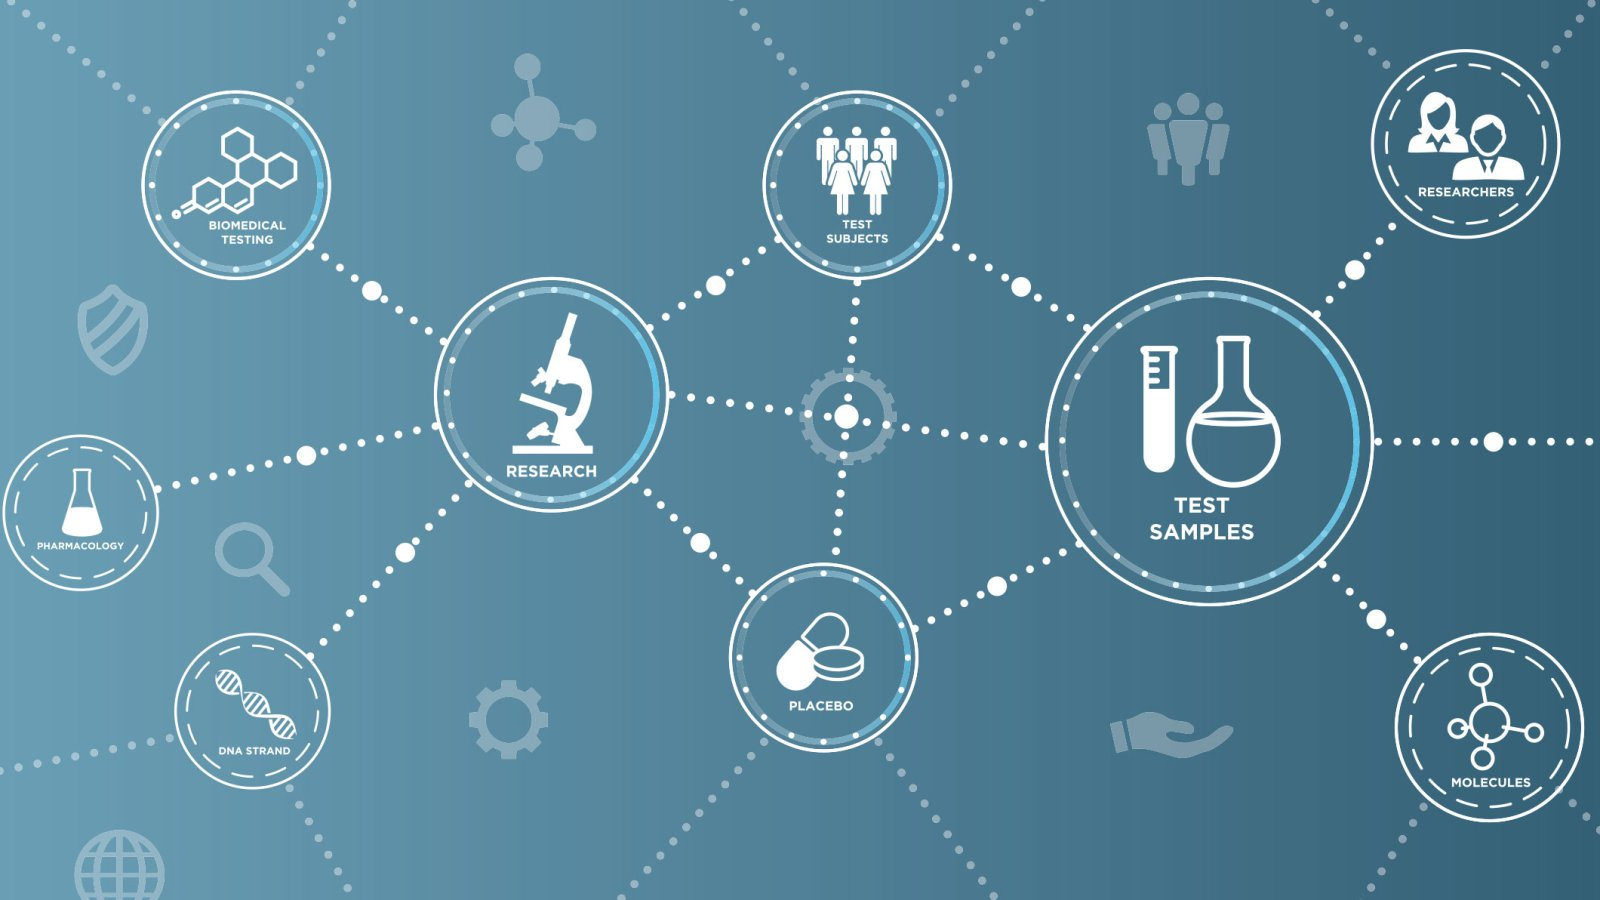 BIOMEDICAL
TESTING
TEST
SUBJECTS
RESEARCHERS
RESEARCH
TEST
SAMPLES
PHARMACOLOGY
PLACEBO
DNA STRAND
MOLECULES